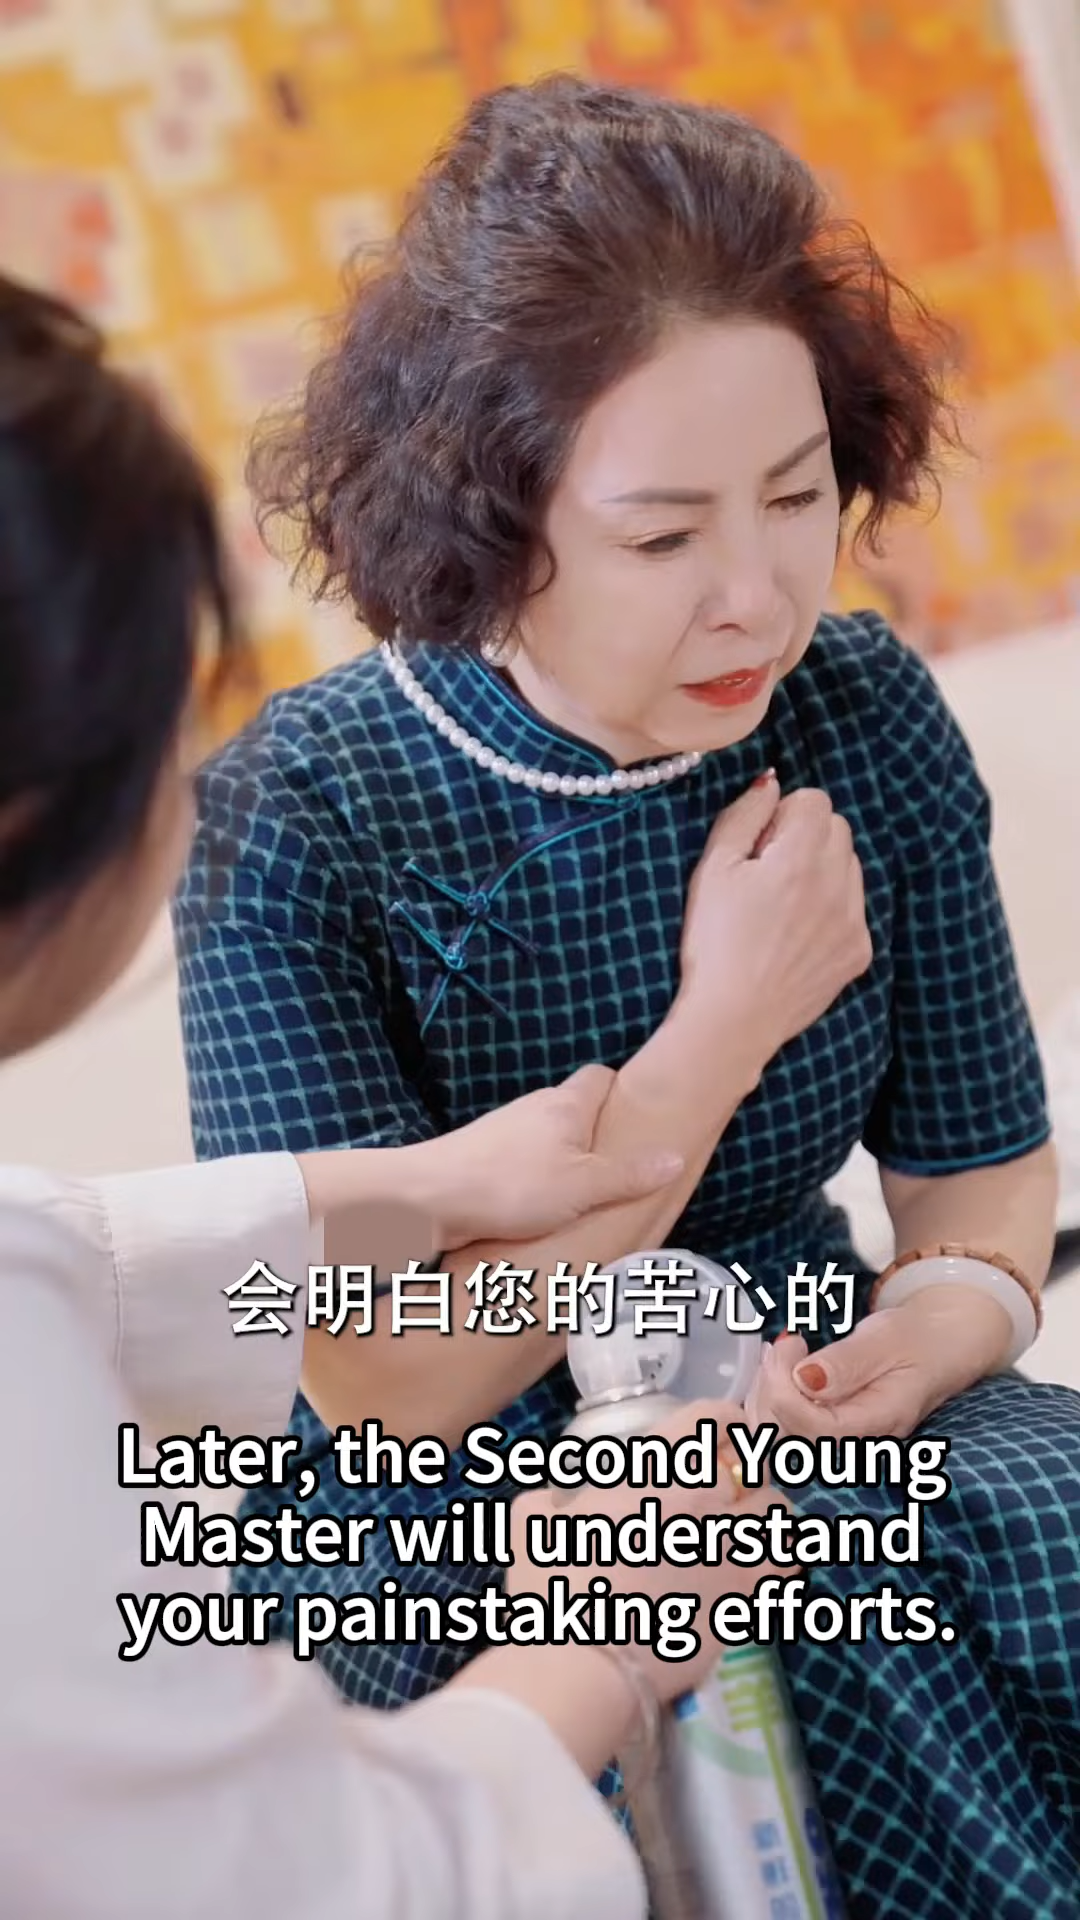 会明白您的苦心的
Later, the Second Young
Master will understand
your painstaking efforts.